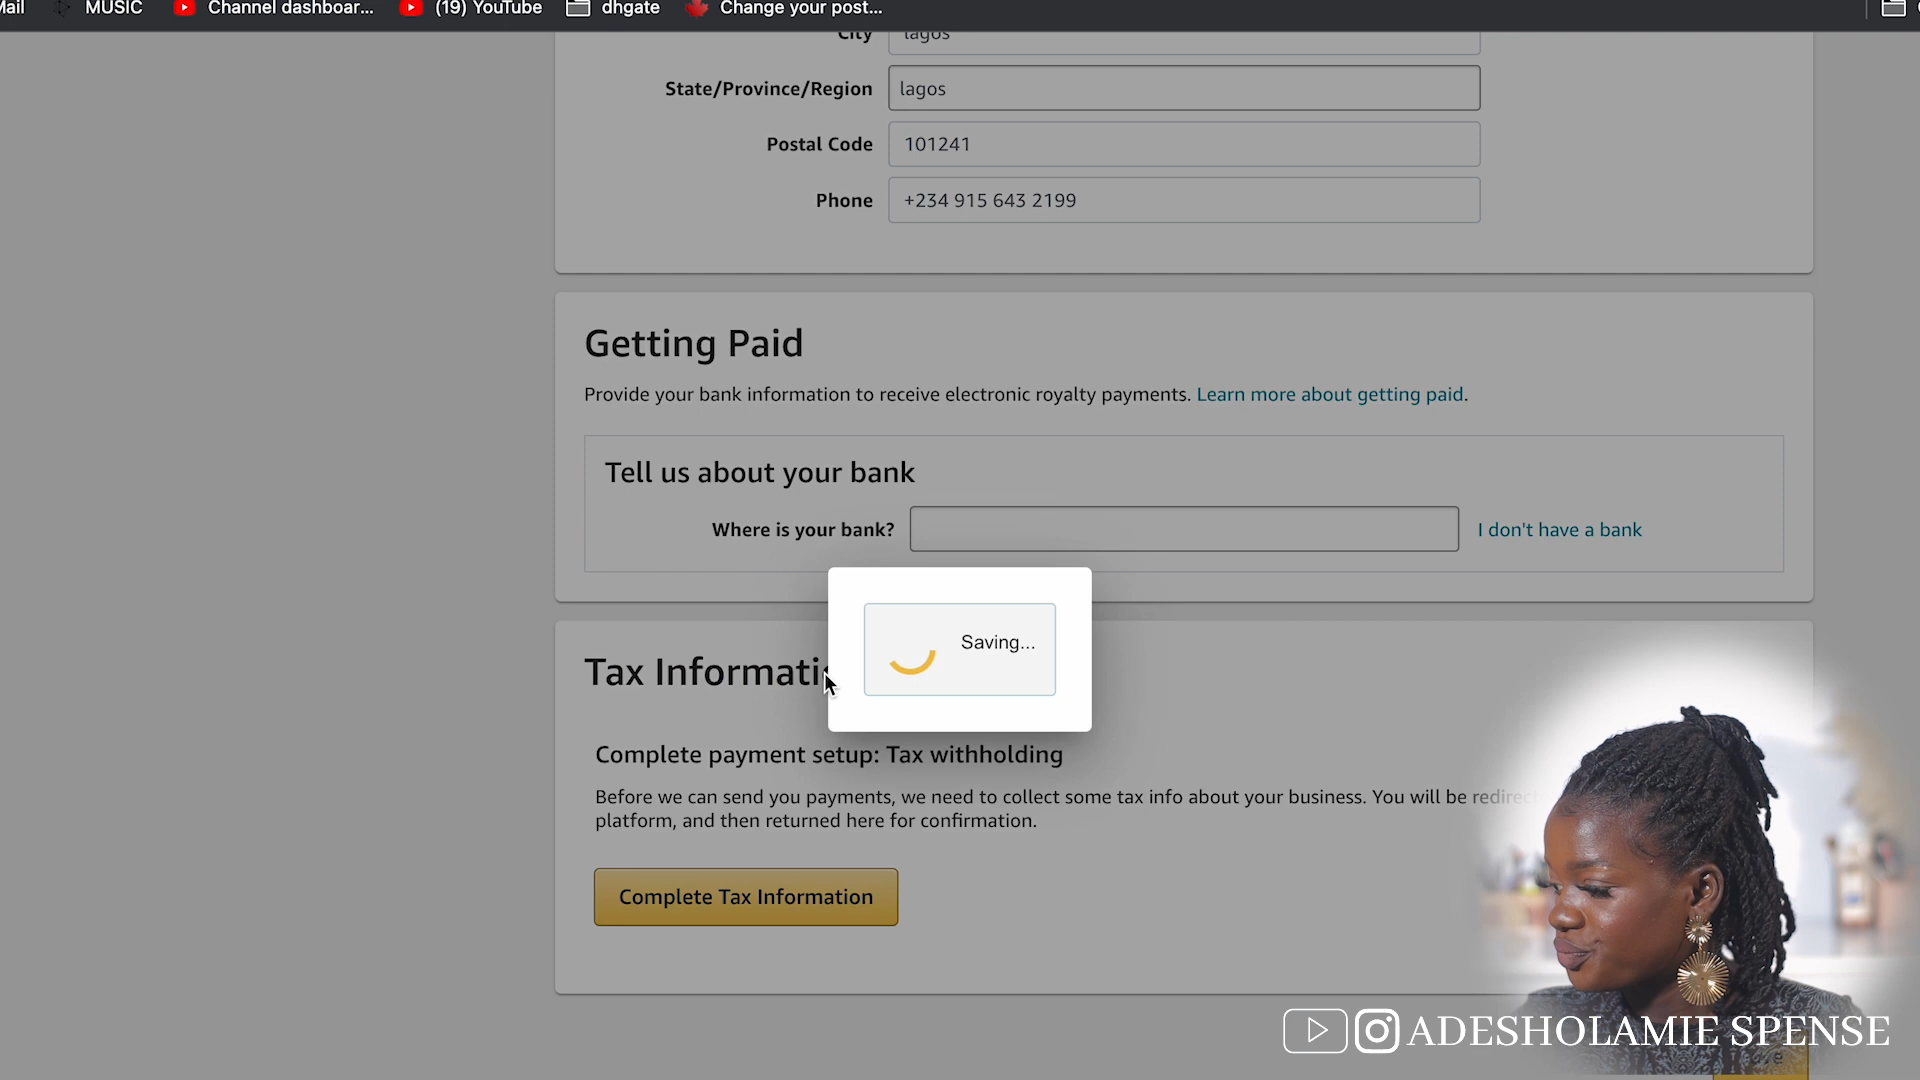 Mail MUSIC Channel dashboar... (19) YouTube dhgate Change your post...
City lagos
State/Province/Region lagos
Postal Code 101241
Phone +234 915 643 2199
Getting Paid
Provide your bank information to receive electronic royalty payments. Learn more about getting paid.
Tell us about your bank
Where is your bank? I don't have a bank
Saving...
Tax Informati
Complete payment setup: Tax withholding
Before we can send you payments, we need to collect some tax info about your business. You will be redirect
platform, and then returned here for confirmation.
Complete Tax Information
ADESHOLAMIE SPENSE